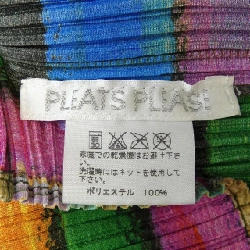 PLEATS PLEASE
家庭での乾燥機はお避け下さい
洗濯時にはネットを使用して
下さい
ポリエステル 100%